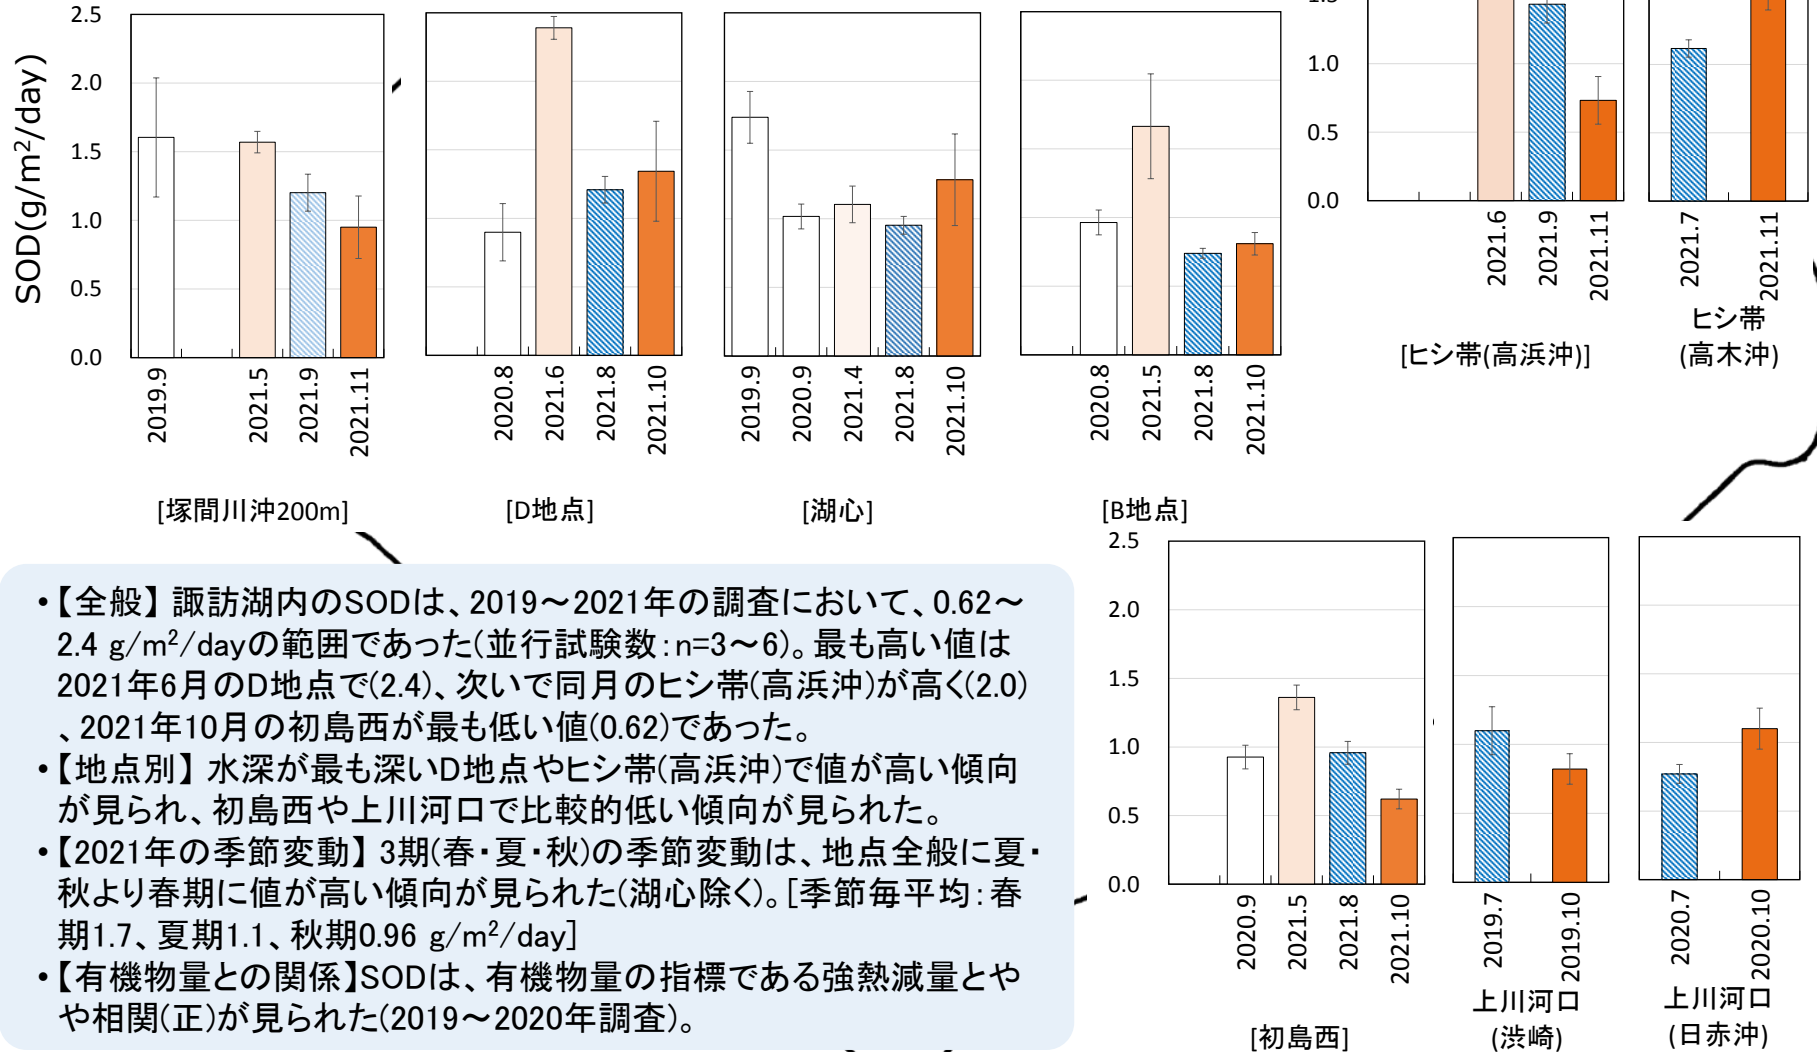 SOD(g/m²/day)
2.5
2.0
1.5
1.0
0.5
0.0
2019.9
2021.5
2021.9
2021.11
[塚間川沖200m]
2020.8
2021.6
2021.8
2021.10
[D地点]
2019.9
2020.9
2021.4
2021.8
2021.10
[湖心]
2020.8
2021.5
2021.8
2021.10
[B地点]
1.0
0.5
0.0
2021.6
2021.9
2021.11
[ヒシ帯(高浜沖)]
2021.7
2021.11
ヒシ帯
(高木沖)
•【全般】 諏訪湖内のSODは、2019～2021年の調査において、0.62～
2.4 g/m²/dayの範囲であった(並行試験数：n=3～6)。最も高い値は
2021年6月のD地点で(2.4)、次いで同月のヒシ帯(高浜沖)が高く(2.0)
、2021年10月の初島西が最も低い値(0.62)であった。
•【地点別】 水深が最も深いD地点やヒシ帯(高浜沖)で値が高い傾向
が見られ、初島西や上川河口で比較的低い傾向が見られた。
•【2021年の季節変動】 3期(春・夏・秋)の季節変動は、地点全般に夏・
秋より春期に値が高い傾向が見られた(湖心除く)。[季節毎平均：春
期1.7、夏期1.1、秋期0.96 g/m²/day]
•【有機物量との関係】SODは、有機物量の指標である強熱減量とや
や相関(正)が見られた(2019～2020年調査)。
2.5
2.0
1.5
1.0
0.5
0.0
2020.9
2021.5
2021.8
2021.10
[初島西]
2019.7
2019.10
上川河口
(渋崎)
2020.7
2020.10
上川河口
(日赤沖)